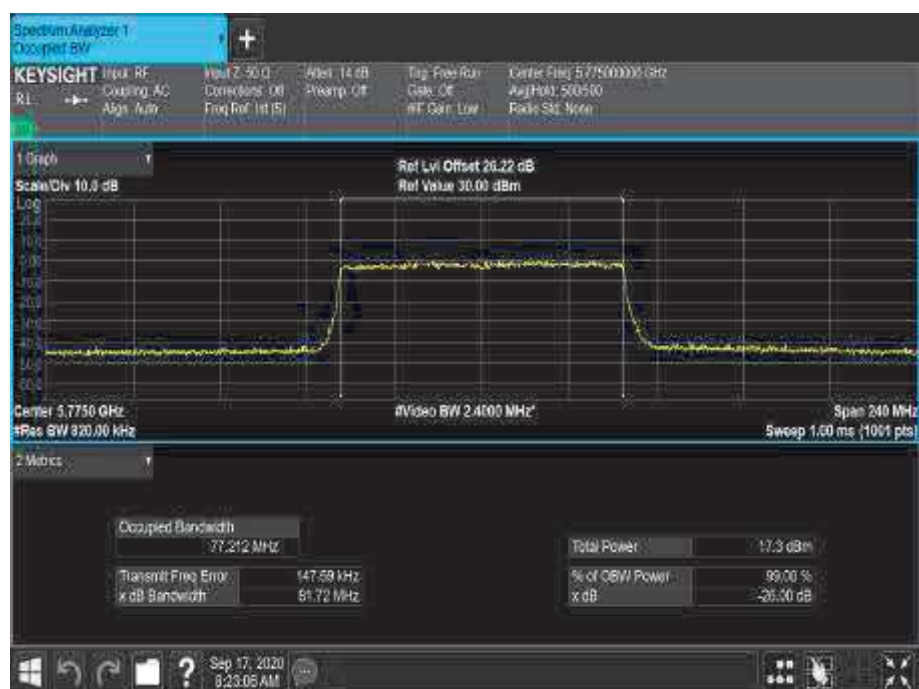 Spectrum Analyzer 1
Occupied BW
+
KEYSIGHT Input: RF Input Z: 50 Ω Atten: 14 dB Trig: Free Run Center Freq: 5.775000000 GHz
Coupling: AC Corrections: Off Preamp: Off Gate: Off Avg|Hold: 500/500
Align: Auto Freq Ref: Int (S) #IF Gain: Low Radio Std: None
1 Graph
Ref Lvl Offset 26.22 dB
Scale/Div 10.0 dB Ref Value 30.00 dBm
Log
Center 5.7750 GHz #Video BW 2.4000 MHz* Span 240 MHz
#Res BW 820.00 kHz Sweep 1.00 ms (1001 pts)
2 Metrics
Occupied Bandwidth
77.212 MHz Total Power 17.3 dBm
Transmit Freq Error 147.59 kHz % of OBW Power 99.00 %
x dB Bandwidth 81.72 MHz x dB -26.00 dB
? Sep 17, 2020
8:23:05 AM